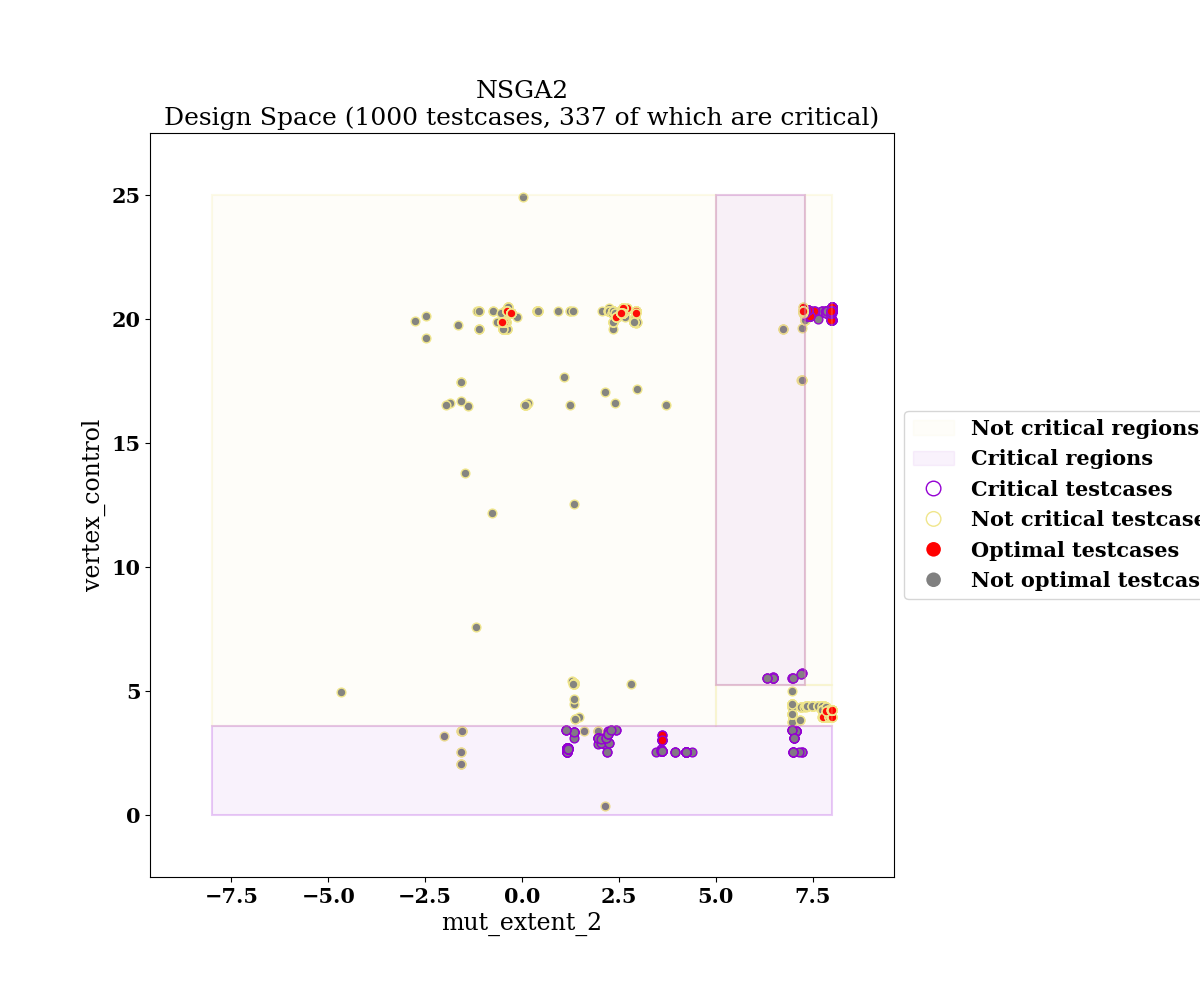 NSGA2
Design Space (1000 testcases, 337 of which are critical)
25
20
15
10
5
0
vertex_control
−7.5 −5.0 −2.5 0.0 2.5 5.0 7.5
mut_extent_2
Not critical regions
Critical regions
Critical testcases
Not critical testcase
Optimal testcases
Not optimal testcas